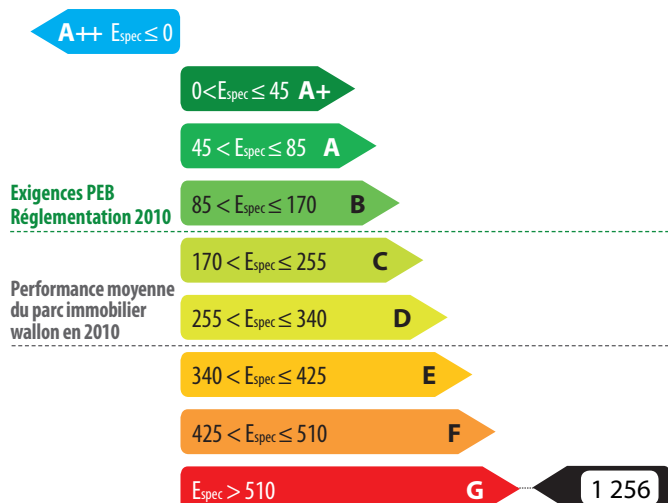 A++ Espec ≤ 0
0<Espec ≤ 45 A+
45 < Espec ≤ 85 A
Exigences PEB
Réglementation 2010
85 < Espec ≤ 170 B
170 < Espec ≤ 255 C
Performance moyenne
du parc immobilier
wallon en 2010
255 < Espec ≤ 340 D
340 < Espec ≤ 425 E
425 < Espec ≤ 510 F
Espec > 510 G 1 256